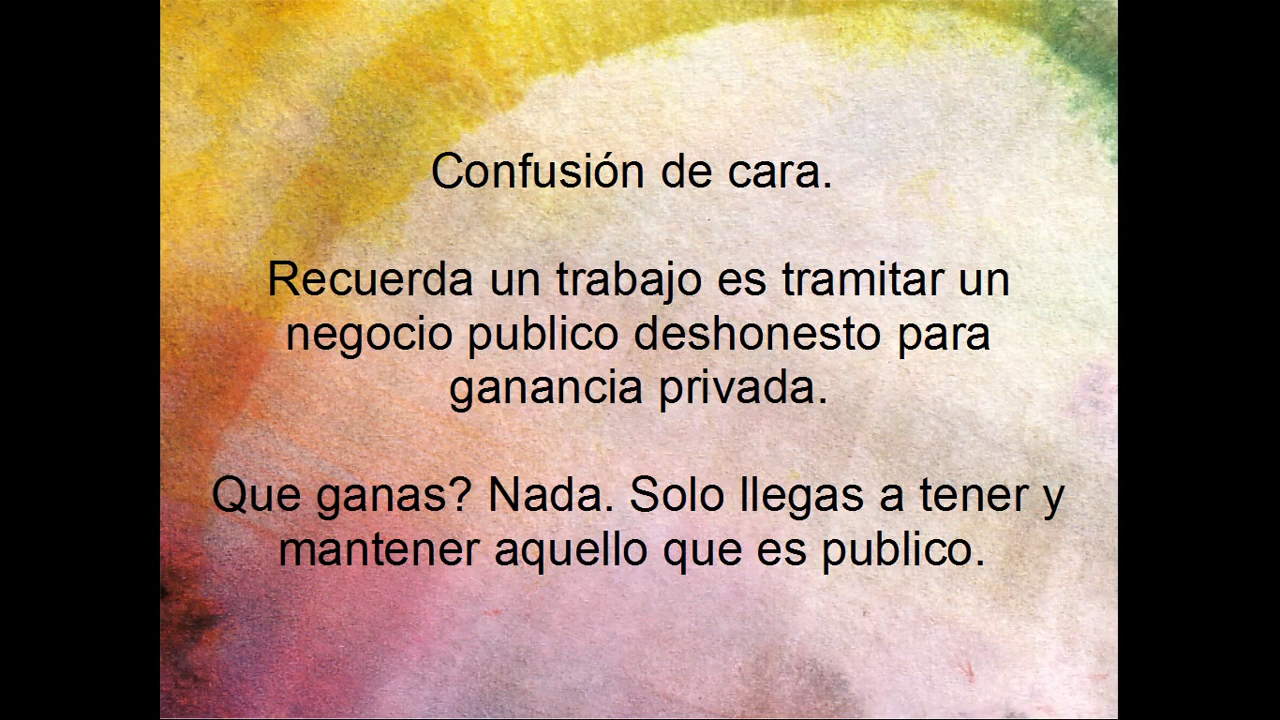 Confusión de cara.
Recuerda un trabajo es tramitar un
negocio publico deshonesto para
ganancia privada.
Que ganas? Nada. Solo llegas a tener y
mantener aquello que es publico.